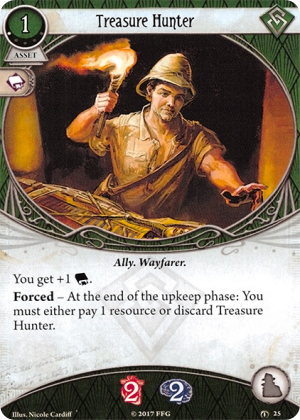 1
Treasure Hunter
ASSET
Ally. Wayfarer.
You get +1 .
Forced – At the end of the upkeep phase: You
must either pay 1 resource or discard Treasure
Hunter.
2 2
Illus. Nicole Cardiff © 2017 FFG 25